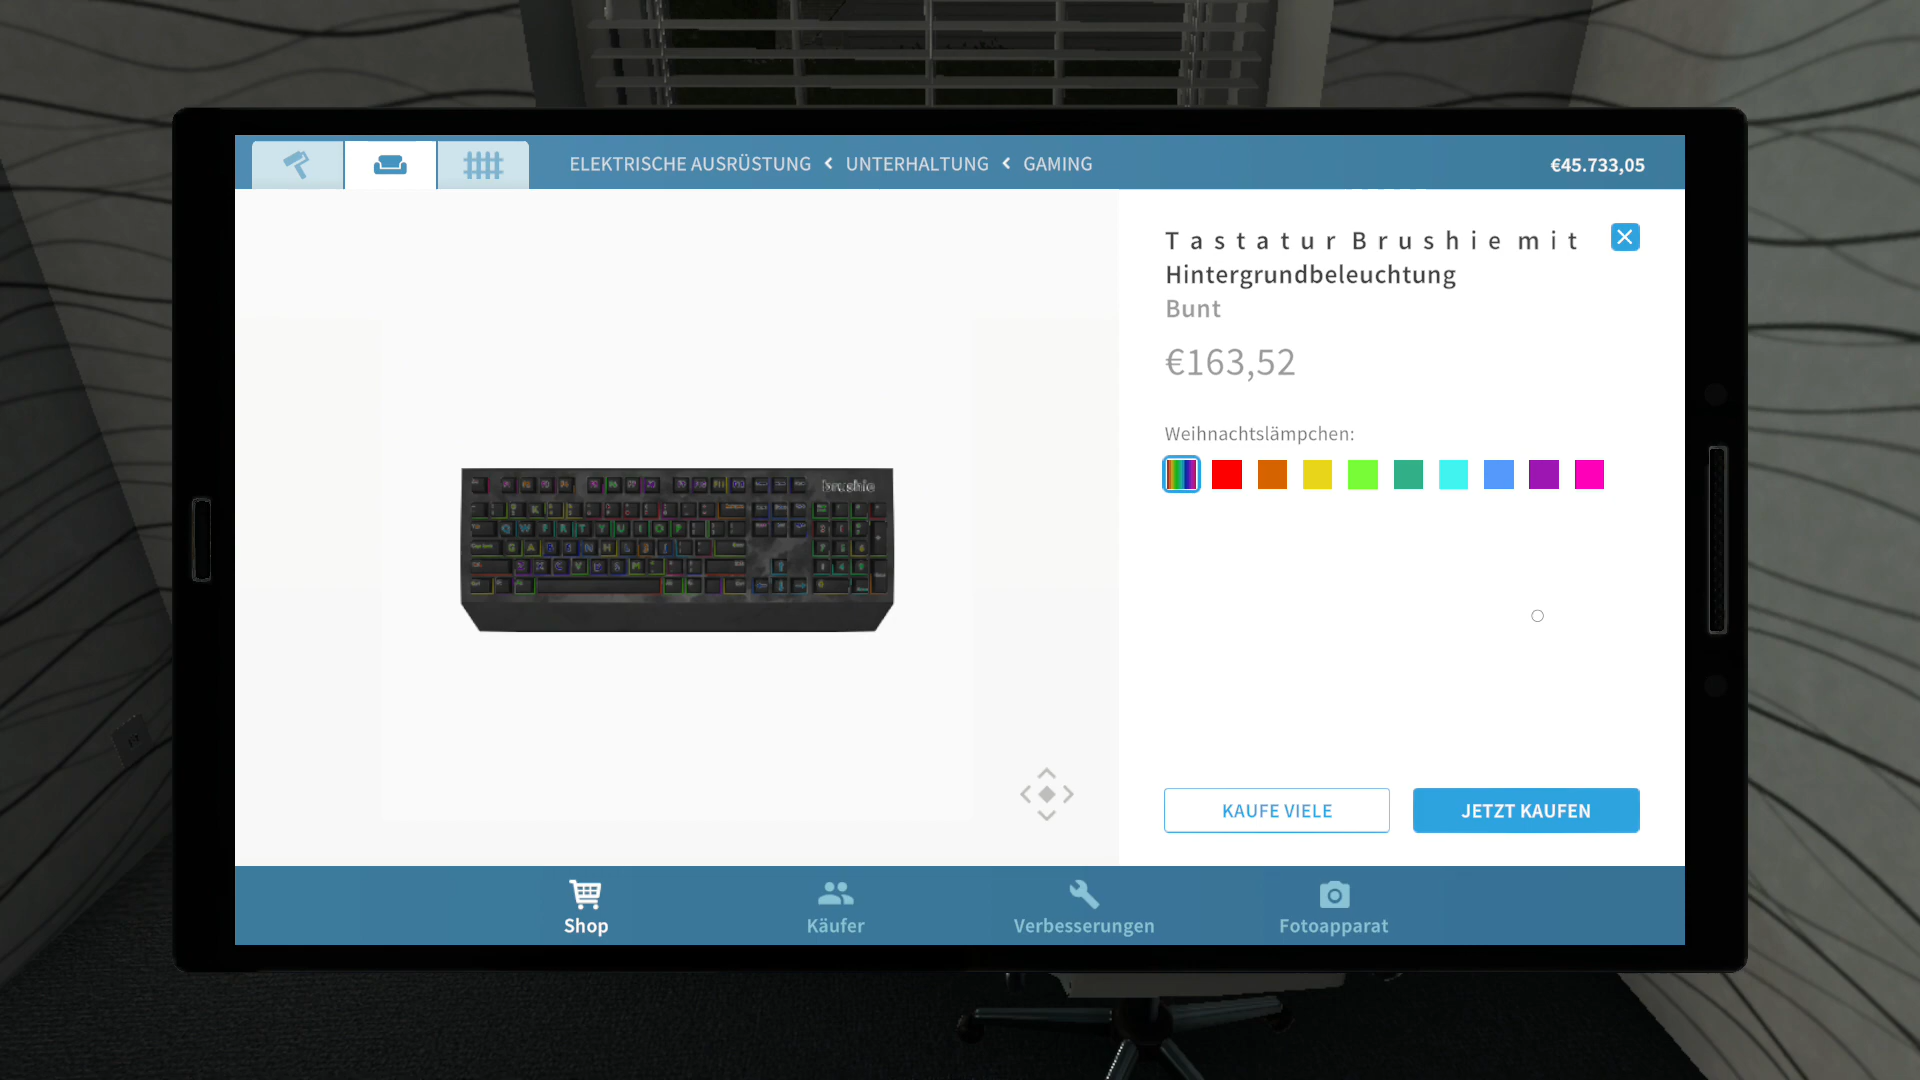 ELEKTRISCHE AUSRÜSTUNG < UNTERHALTUNG < GAMING
€45.733,05
Tastatur Brushie mit
Hintergrundbeleuchtung
Bunt
€163,52
Weihnachtslämpchen:
brushie
KAUFE VIELE
JETZT KAUFEN
Shop
Käufer
Verbesserungen
Fotoapparat